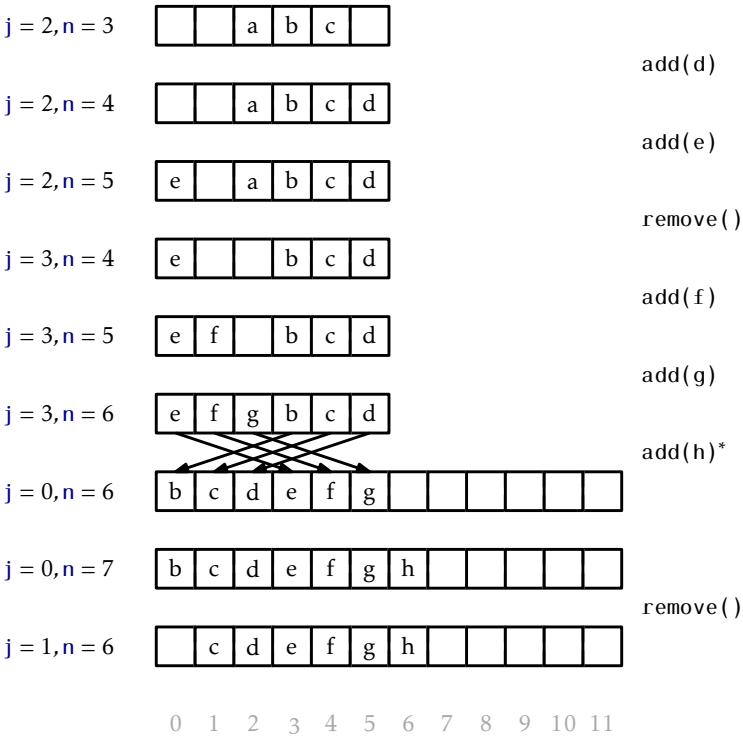 j = 2, n = 3 a b c
add(d)
j = 2, n = 4 a b c d
add(e)
j = 2, n = 5 e a b c d
remove()
j = 3, n = 4 e b c d
add(f)
j = 3, n = 5 e f b c d
add(g)
j = 3, n = 6 e f g b c d
add(h)*
j = 0, n = 6 b c d e f g
j = 0, n = 7 b c d e f g h
remove()
j = 1, n = 6 c d e f g h
0 1 2 3 4 5 6 7 8 9 10 11